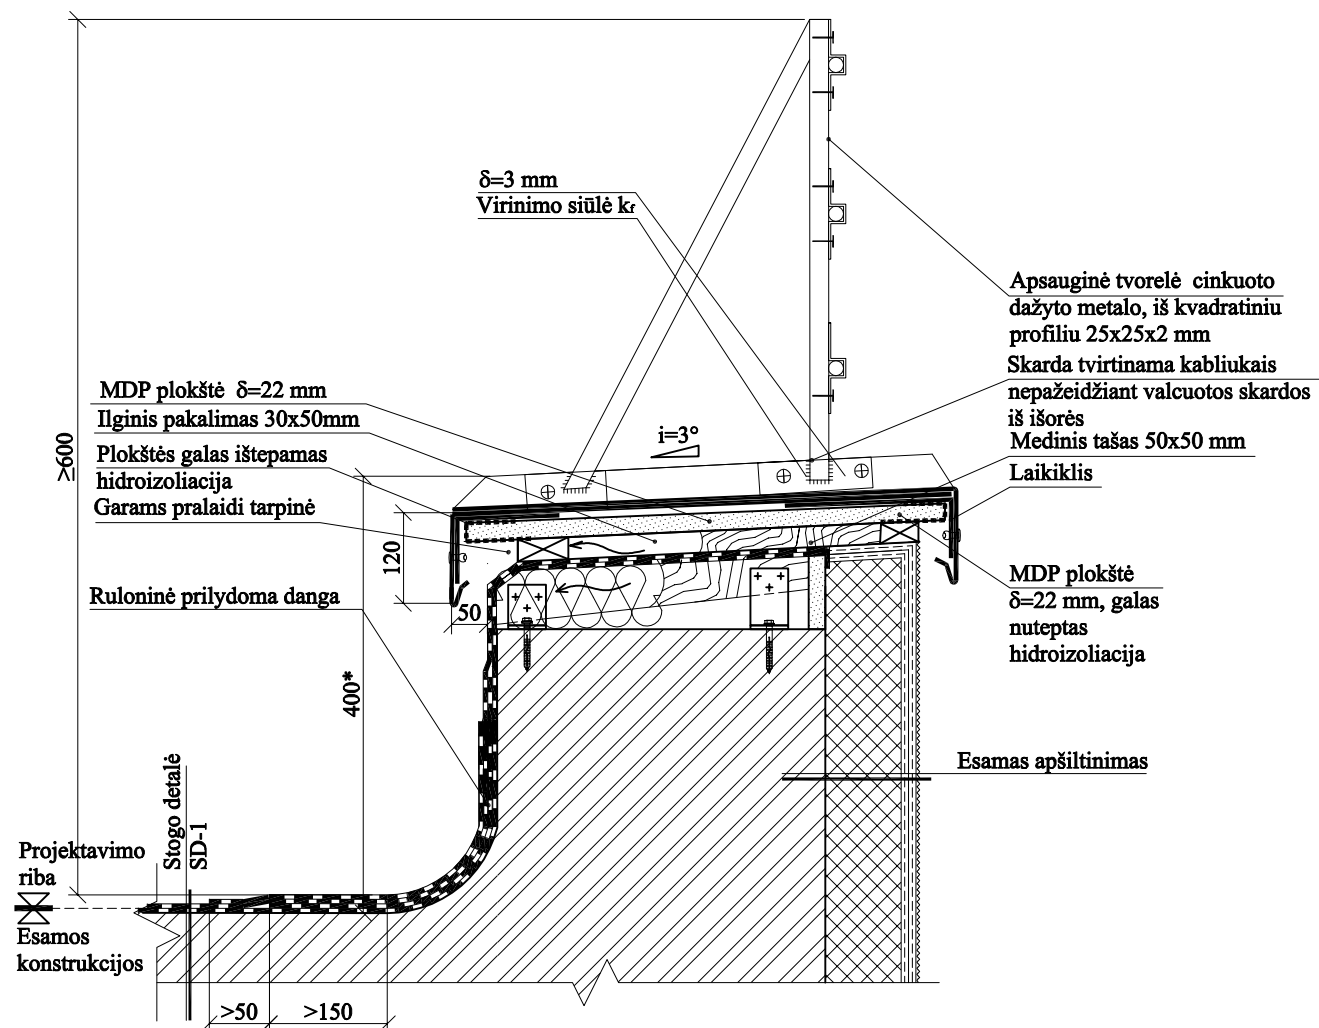 δ=3 mm
Virinimo siūlė kf
Apsauginė tvorelė cinkuoto
dažyto metalo, iš kvadratiniu
profiliu 25x25x2 mm
Skarda tvirtinama kabliukais
nepažeidžiant valcuotos skardos
iš išorės
Medinis tašas 50x50 mm
Laikiklis
MDP plokštė δ=22 mm
Ilginis pakalimas 30x50mm
Plokštės galas ištepamas
hidroizoliacija
Garams pralaidi tarpinė
i=3°
≥600
120
50
400*
Ruloninė prilydoma danga
MDP plokštė
δ=22 mm, galas
nuteptas
hidroizoliacija
Esamas apšiltinimas
Stogo detalė
SD-1
Projektavimo
riba
Esamos
konstrukcijos
>50
>150